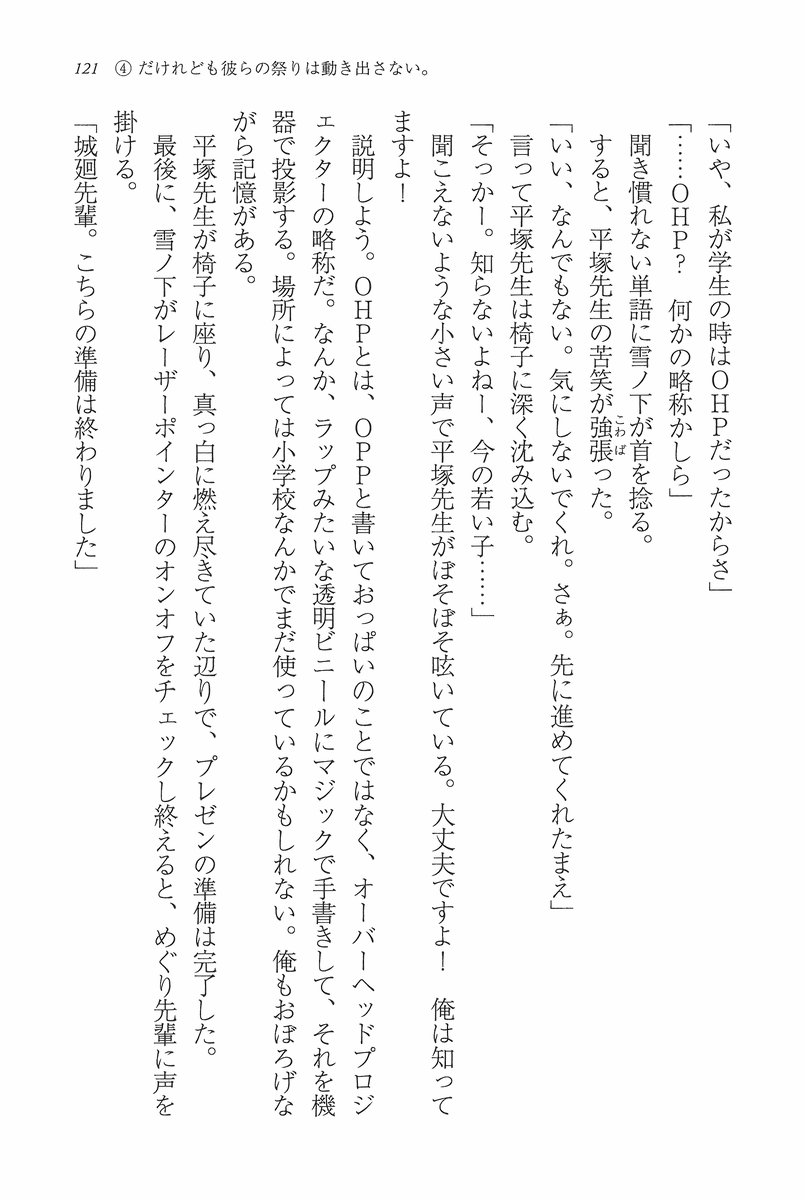 121　④ だけれども彼らの祭りは動き出さない。
「いや、私が学生の時はOHPだったからさ」
「……OHP？　何かの略称かしら」
聞き慣れない単語に雪ノ下が首を捻る。
すると、平塚先生の苦笑が強張った。
こわば
「いい、なんでもない。気にしないでくれ。さぁ。先に進めてくれたまえ」
言って平塚先生は椅子に深く沈み込む。
「そっかー。知らないよねー、今の若い子……」
聞こえないような小さい声で平塚先生がぼそぼそ呟いている。大丈夫ですよ！　俺は知って
ますよ！
説明しよう。OHPとは、OPPと書いておっぱいのことではなく、オーバーヘッドプロジ
ェクターの略称だ。なんか、ラップみたいな透明ビニールにマジックで手書きして、それを機
器で投影する。場所によっては小学校なんかでまだ使っているかもしれない。俺もおぼろげな
がら記憶がある。
平塚先生が椅子に座り、真っ白に燃え尽きていた辺りで、プレゼンの準備は完了した。
最後に、雪ノ下がレーザーポインターのオンオフをチェックし終えると、めぐり先輩に声を
掛ける。
「城廻先輩。こちらの準備は終わりました」